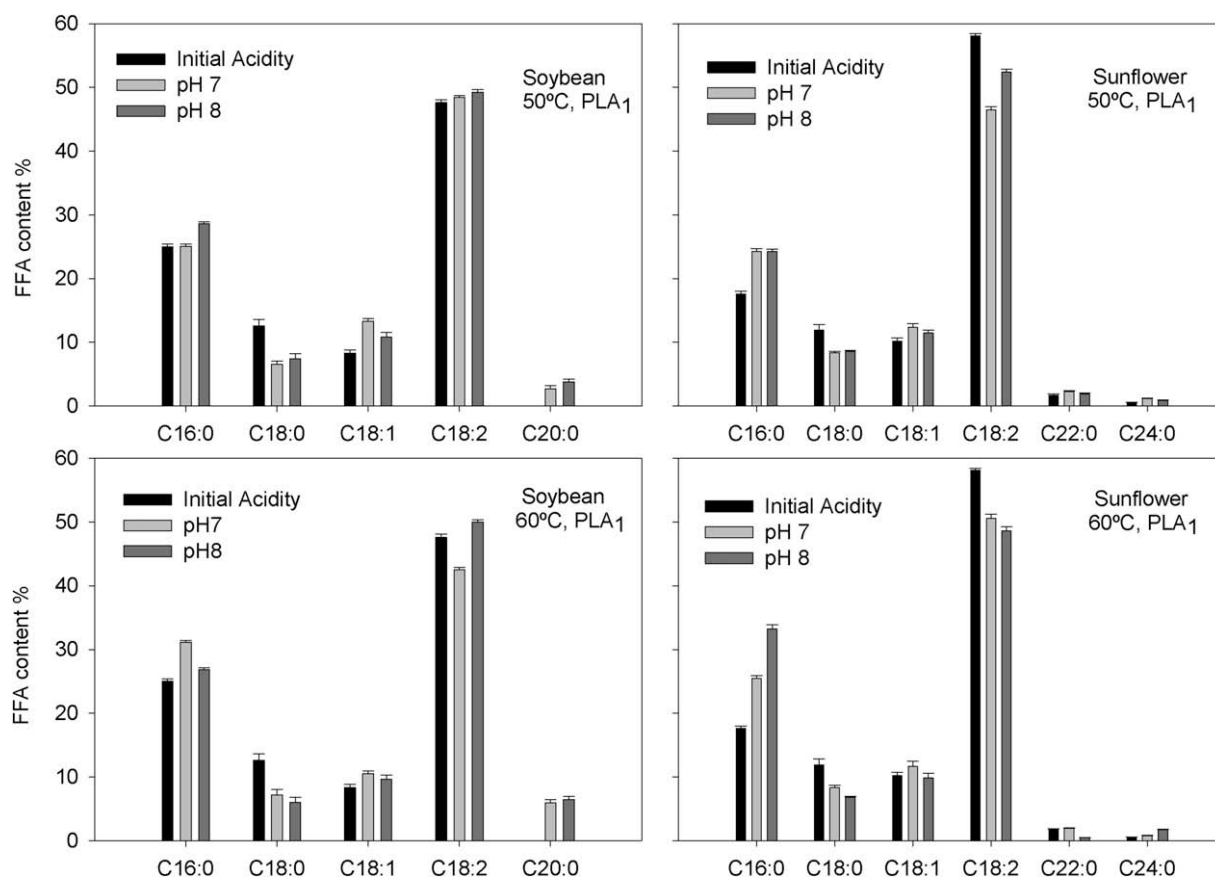 FFA content %
60
50
40
30
20
10
0
Initial Acidity
pH 7
pH 8
Soybean
50ºC, PLA1
C16:0 C18:0 C18:1 C18:2 C20:0
Initial Acidity
pH 7
pH 8
Sunflower
50ºC, PLA1
C16:0 C18:0 C18:1 C18:2 C22:0 C24:0
FFA content %
60
50
40
30
20
10
0
Initial Acidity
pH7
pH8
Soybean
60ºC, PLA1
C16:0 C18:0 C18:1 C18:2 C20:0
Initial Acidity
pH 7
pH 8
Sunflower
60ºC, PLA1
C16:0 C18:0 C18:1 C18:2 C22:0 C24:0